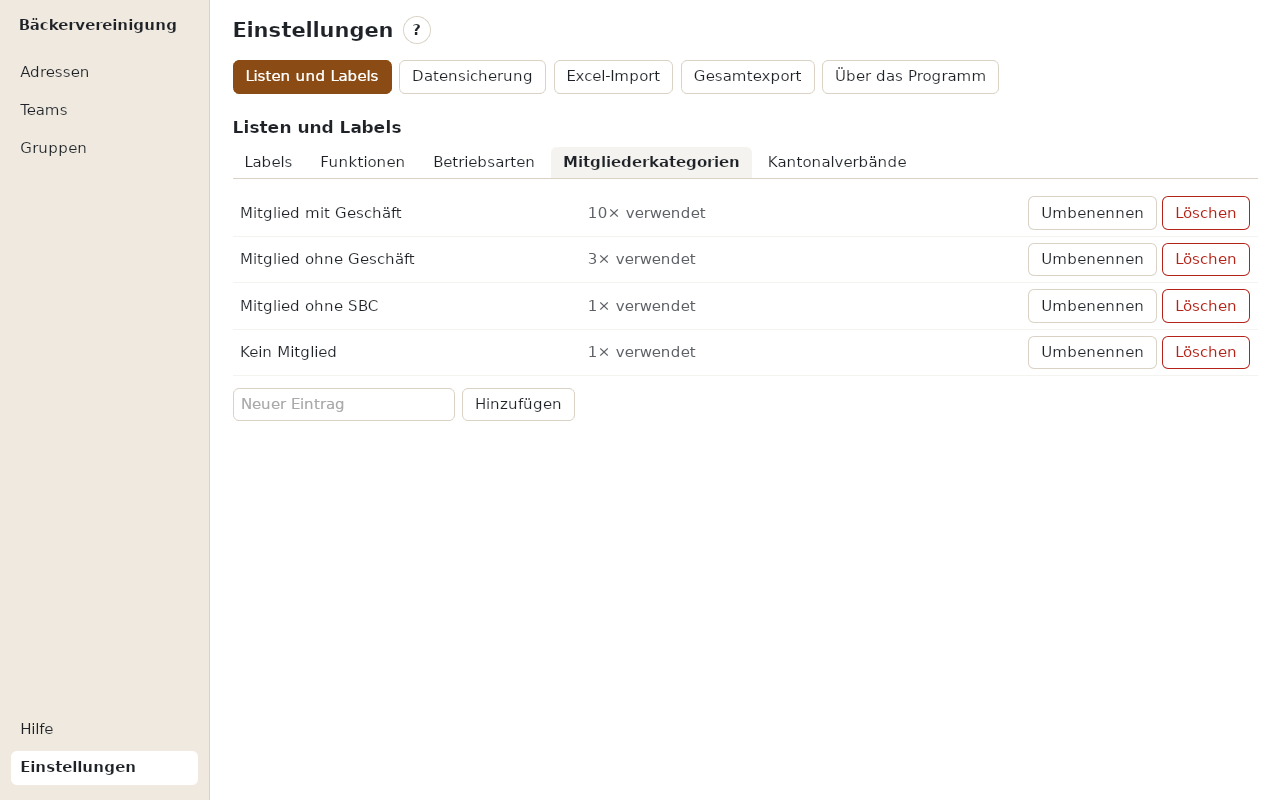 Bäckervereinigung
Adressen
Teams
Gruppen
Hilfe
Einstellungen
Einstellungen ?
Listen und Labels Datensicherung Excel-Import Gesamtexport Über das Programm
Listen und Labels
Labels Funktionen Betriebsarten Mitgliederkategorien Kantonalverbände
Mitglied mit Geschäft 10× verwendet Umbenennen Löschen
Mitglied ohne Geschäft 3× verwendet Umbenennen Löschen
Mitglied ohne SBC 1× verwendet Umbenennen Löschen
Kein Mitglied 1× verwendet Umbenennen Löschen
Neuer Eintrag Hinzufügen